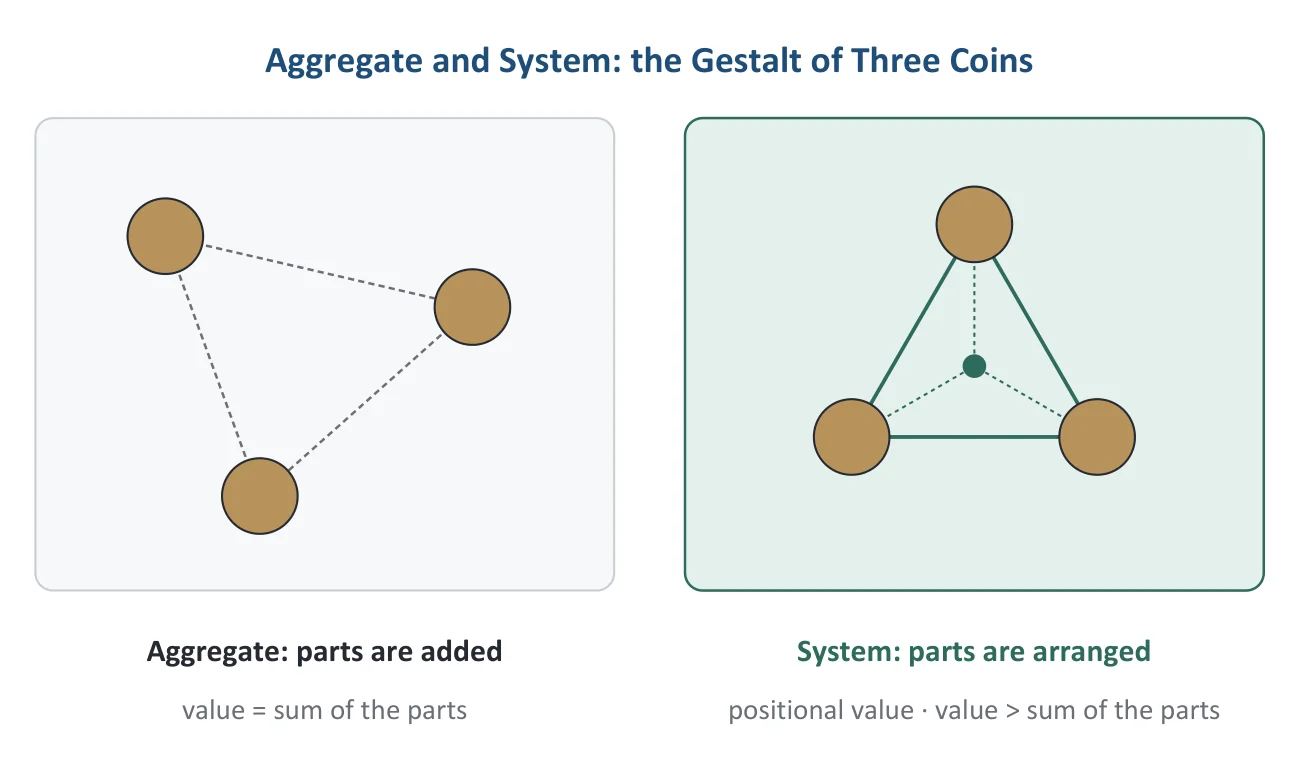 Aggregate and System: the Gestalt of Three Coins
Aggregate: parts are added
value = sum of the parts
System: parts are arranged
positional value · value > sum of the parts